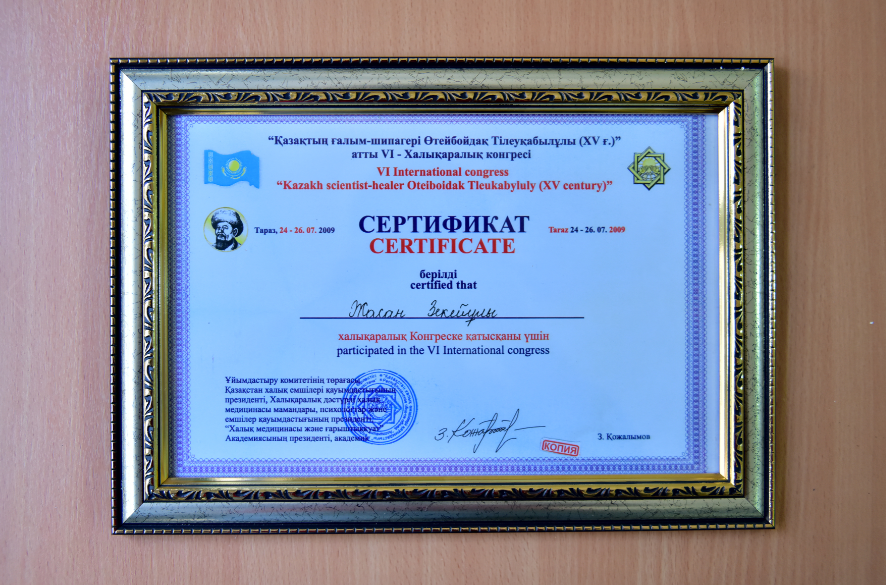 “Қазақтың ғалым-шипагері Өтейбойдақ Тілеуқабылұлы (XV ғ.)”
атты VI - Халықаралық конгресі
VI International congress
“Kazakh scientist-healer Oteiboidak Tleukabyluly (XV century)”
Тараз, 24 - 26. 07. 2009
СЕРТИФИКАТ
CERTIFICATE
Taraz 24 - 26. 07. 2009
берілді
certified that
Жасан Зекейұлы
халықаралық Конгреске қатысқаны үшін
participated in the VI International congress
Ұйымдастыру комитетінің төрағасы,
Қазақстан халық емшілері қауымдастығының
президенті, Халықаралық дәстүрлі халық
медицинасы мамандары, психологтар және
емшілер қауымдастығының президенті
“Халық медицинасы және
Академиясының президенті, академик
З. Қожалымов
КОПИЯ